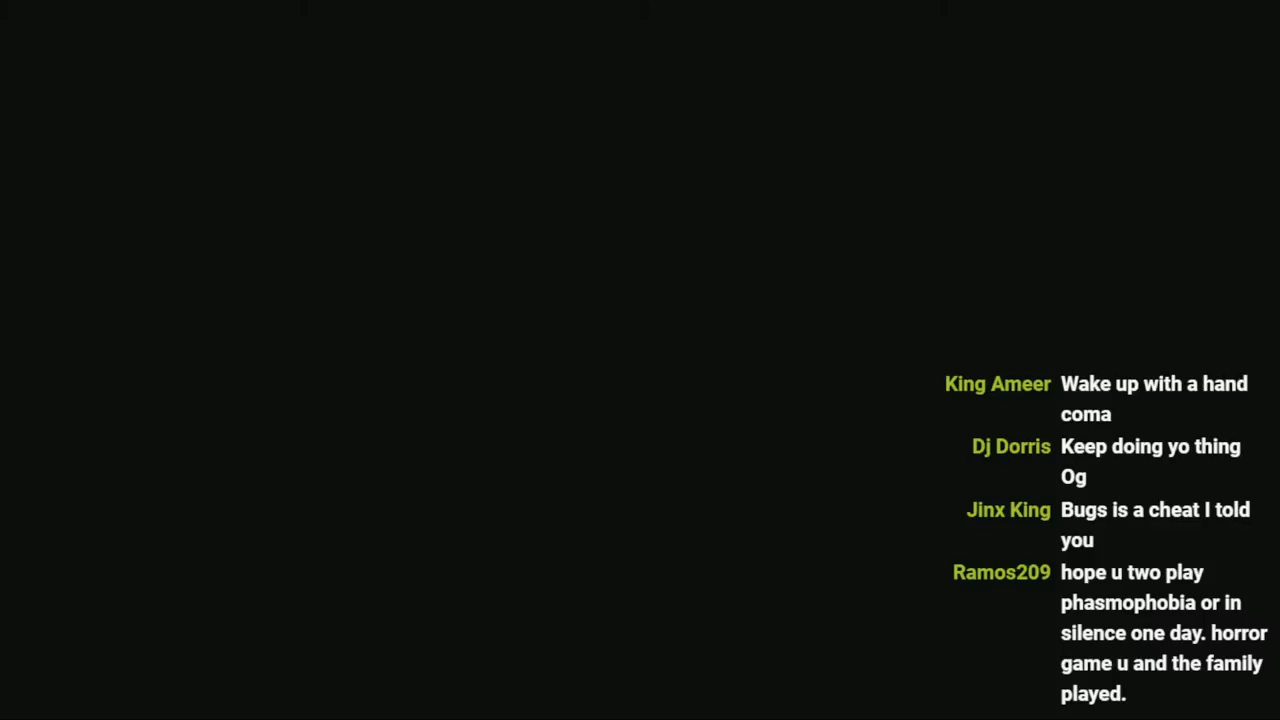 King Ameer Wake up with a hand
coma
Dj Dorris Keep doing yo thing
Og
Jinx King Bugs is a cheat I told
you
Ramos209 hope u two play
phasmophobia or in
silence one day. horror
game u and the family
played.